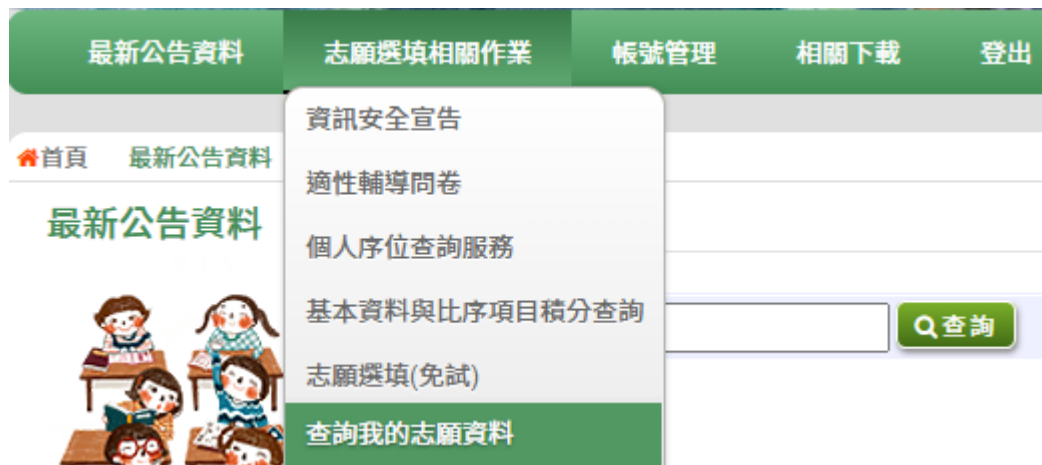 最新公告資料 志願選填相關作業 帳號管理 相關下載 登出
資訊安全宣告
首頁 最新公告資料
適性輔導問卷
最新公告資料
個人序位查詢服務
基本資料與比序項目積分查詢
查詢
志願選填(免試)
查詢我的志願資料